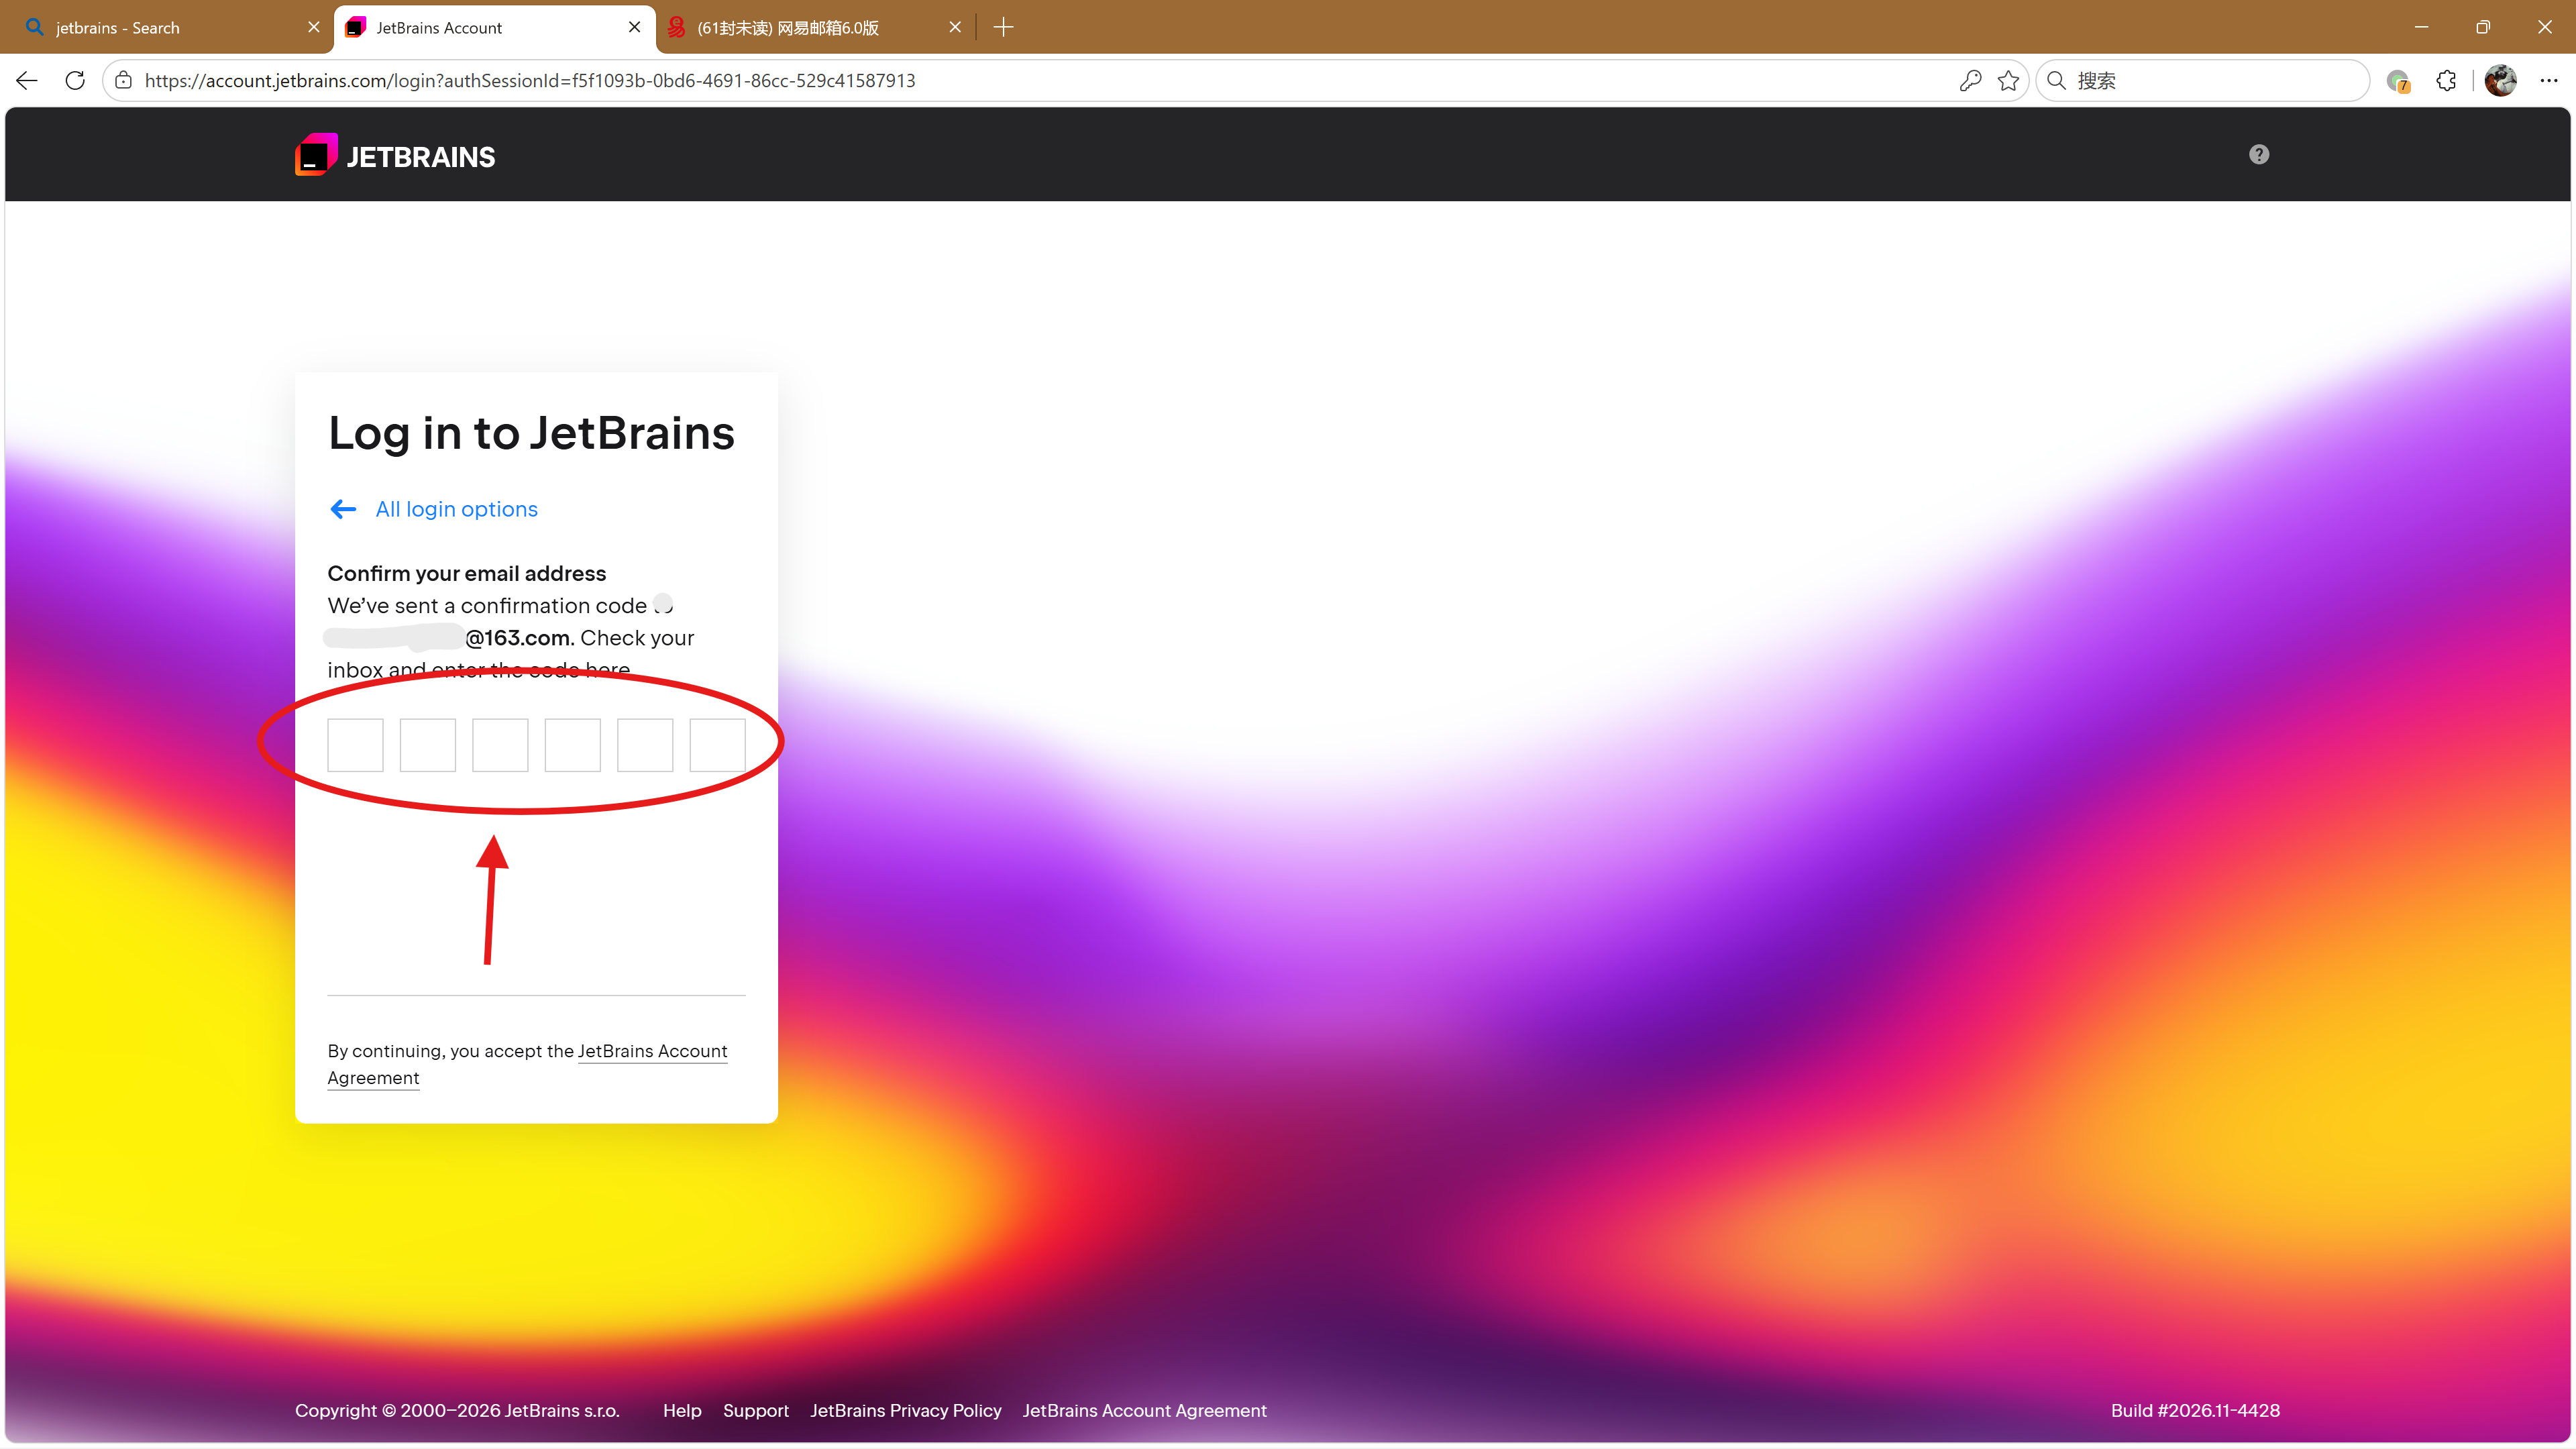 jetbrains - Search
JetBrains Account
(61封未读) 网易邮箱6.0版
https://account.jetbrains.com/login?authSessionId=f5f1093b-0bd6-4691-86cc-529c41587913
搜索
7
JETBRAINS
Log in to JetBrains
All login options
Confirm your email address
We’ve sent a confirmation code to
@163.com. Check your
inbox and enter the code here
By continuing, you accept the JetBrains Account
Agreement
Copyright © 2000–2026 JetBrains s.r.o.
Help
Support
JetBrains Privacy Policy
JetBrains Account Agreement
Build #2026.11-4428